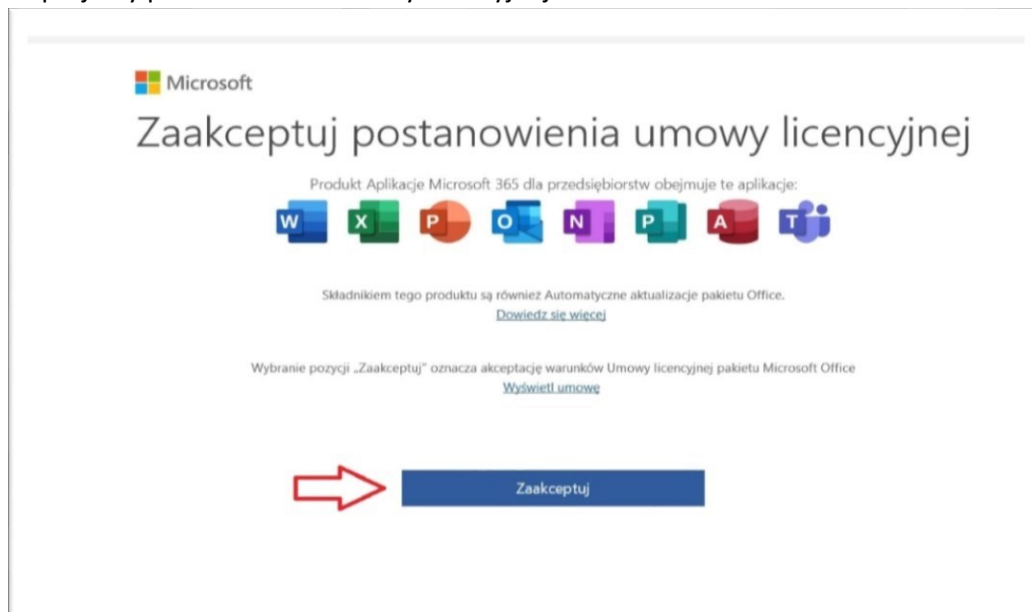 Microsoft
Zaakceptuj postanowienia umowy licencyjnej
Produkt Aplikacje Microsoft 365 dla przedsiębiorstw obejmuje te aplikacje:
W X P O N P A T
Składnikiem tego produktu są również Automatyczne aktualizacje pakietu Office.
Dowiedz się więcej
Wybranie pozycji „Zaakceptuj” oznacza akceptację warunków Umowy licencyjnej pakietu Microsoft Office
Wyświetl umowę
Zaakceptuj